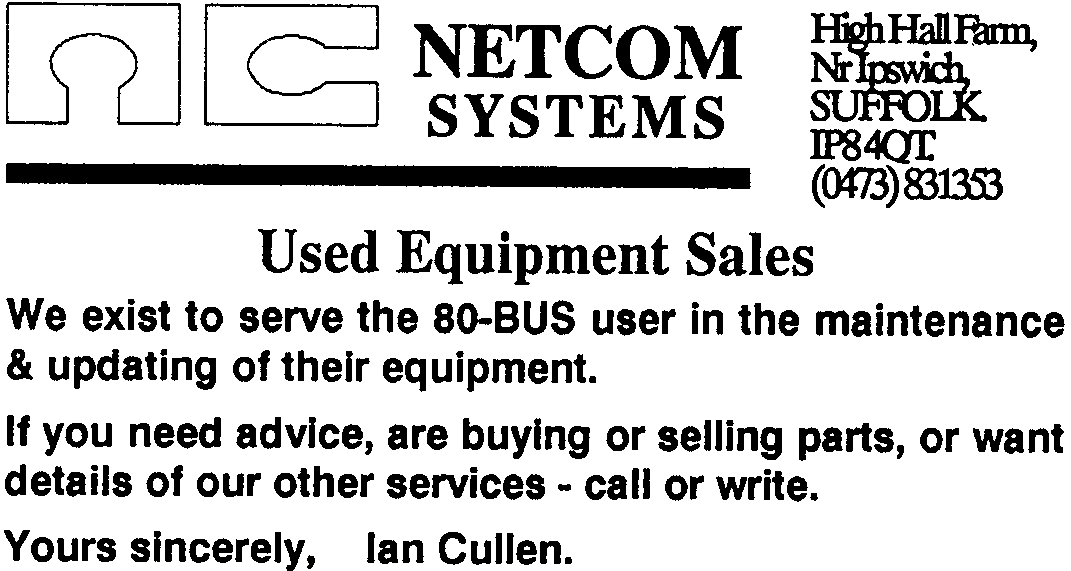 NETCOM
SYSTEMS
High Hall Farm,
Nr Ipswich,
SUFFOLK.
IP8 4QT.
(0473) 831353
Used Equipment Sales
We exist to serve the 80-BUS user in the maintenance
& updating of their equipment.
If you need advice, are buying or selling parts, or want
details of our other services - call or write.
Yours sincerely, Ian Cullen.